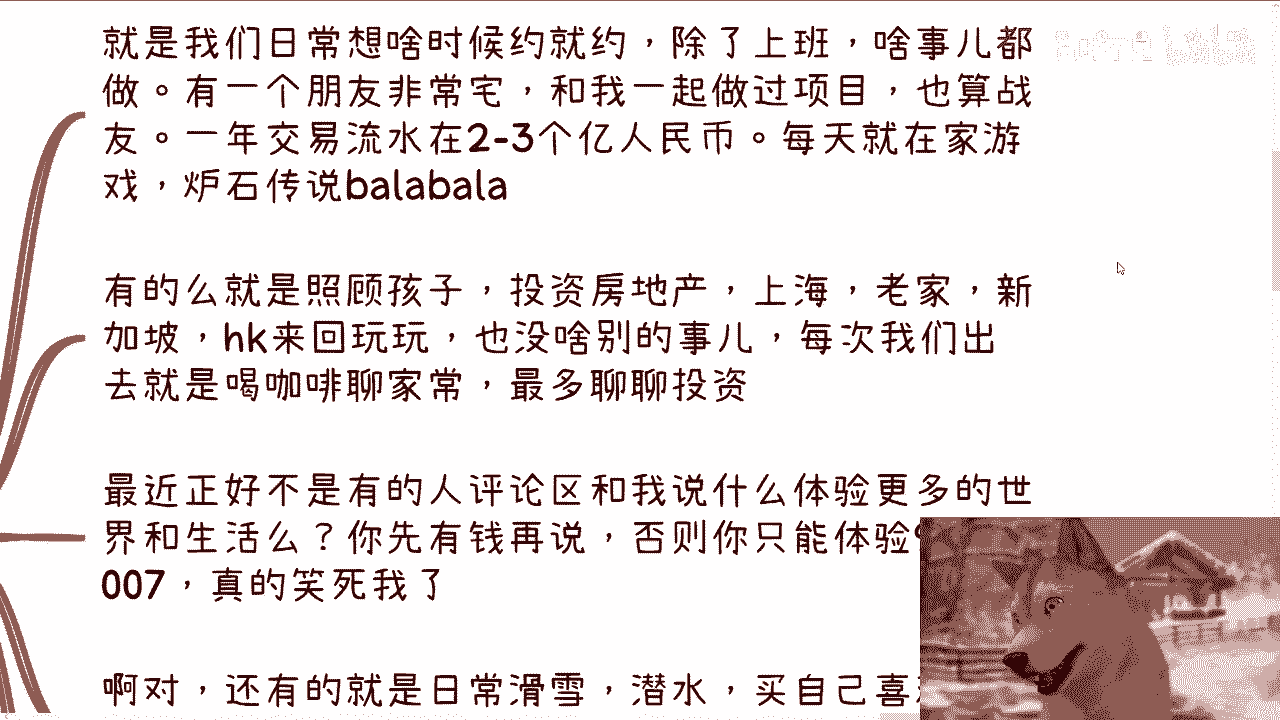 就是我们日常想啥时候约就约，除了上班，啥事儿都
做。有一个朋友非常宅，和我一起做过项目，也算战
友。一年交易流水在2-3个亿人民币。每天就在家游
戏，炉石传说balabala
有的么就是照顾孩子，投资房地产，上海，老家，新
加坡，hk来回玩玩，也没啥别的事儿，每次我们出
去就是喝咖啡聊家常，最多聊聊投资
最近正好不是有的人评论区和我说什么体验更多的世
界和生活么？你先有钱再说，否则你只能体验
007，真的笑死我了
啊对，还有的就是日常滑雪，潜水，买自己喜